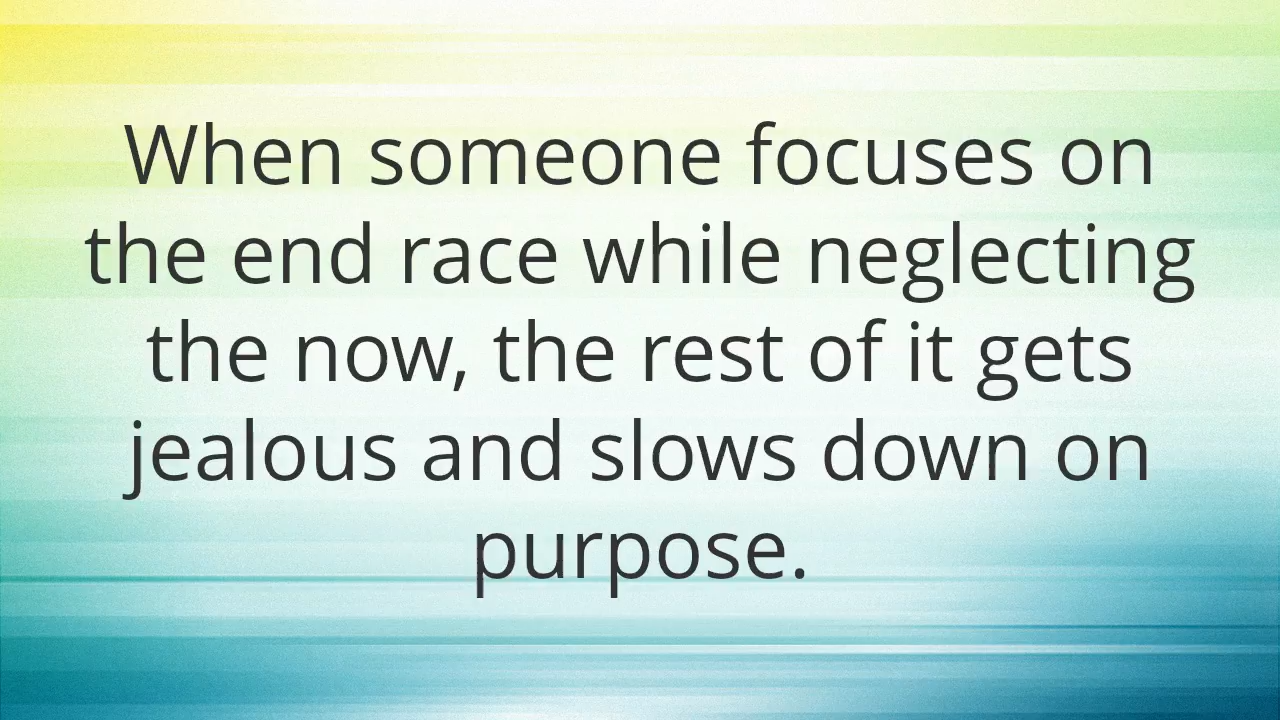 When someone focuses on
the end race while neglecting
the now, the rest of it gets
jealous and slows down on
purpose.